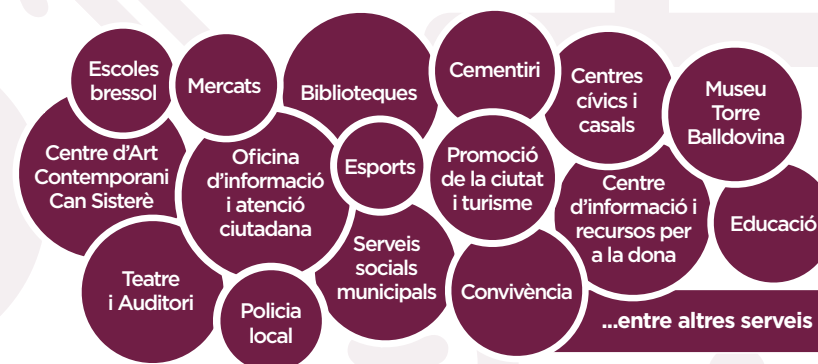 Escoles
bressol
Mercats
Biblioteques
Cementiri
Centres
cívics i
casals
Museu
Torre
Balldovina
Centre d'Art
Contemporani
Can Sisterè
Oficina
d'informació
i atenció
ciutadana
Esports
Promoció
de la ciutat
i turisme
Centre
d'informació i
recursos per
a la dona
Educació
Teatre
i Auditori
Policia
local
Serveis
socials
municipals
Convivència
...entre altres serveis